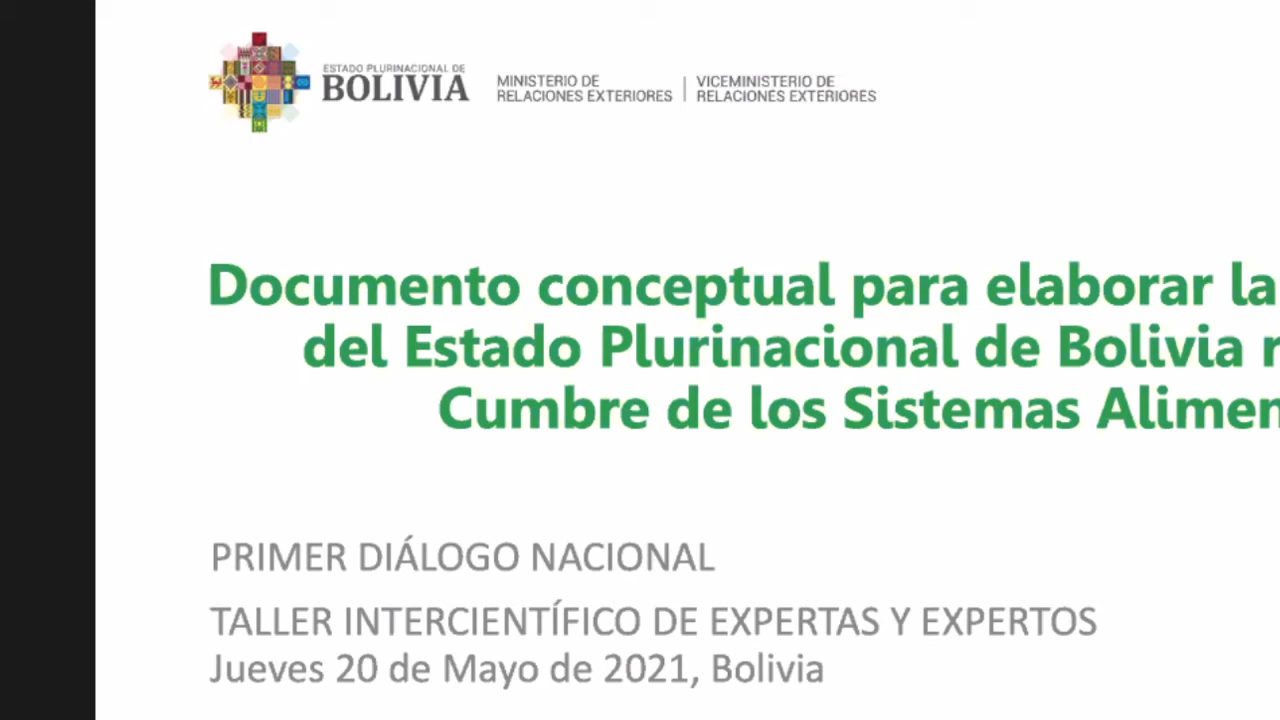 ESTADO PLURINACIONAL DE
BOLIVIA
MINISTERIO DE
RELACIONES EXTERIORES
VICEMINISTERIO DE
RELACIONES EXTERIORES
Documento conceptual para elaborar la
del Estado Plurinacional de Bolivia
Cumbre de los Sistemas Alimen
PRIMER DIÁLOGO NACIONAL
TALLER INTERCIENTÍFICO DE EXPERTAS Y EXPERTOS
Jueves 20 de Mayo de 2021, Bolivia